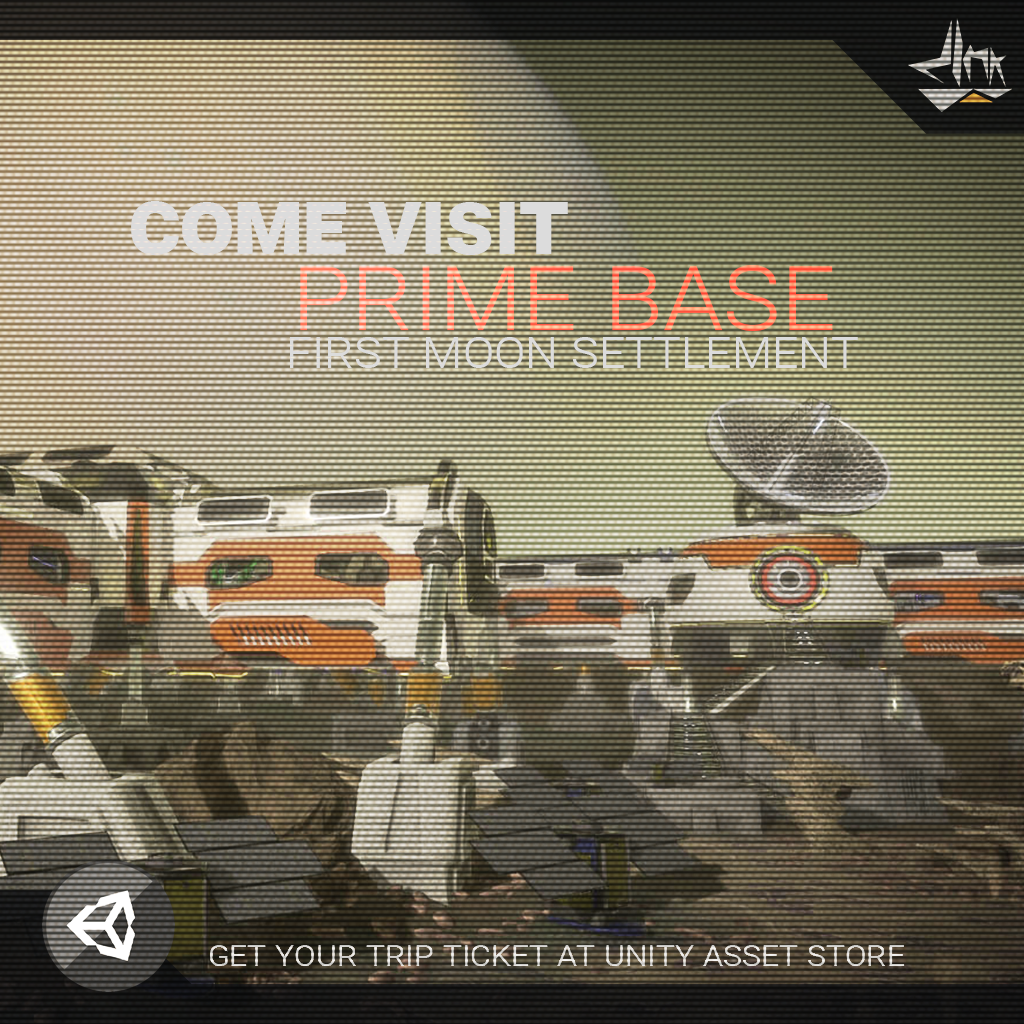 COME VISIT
PRIME BASE
FIRST MOON SETTLEMENT
GET YOUR TRIP TICKET AT UNITY ASSET STORE